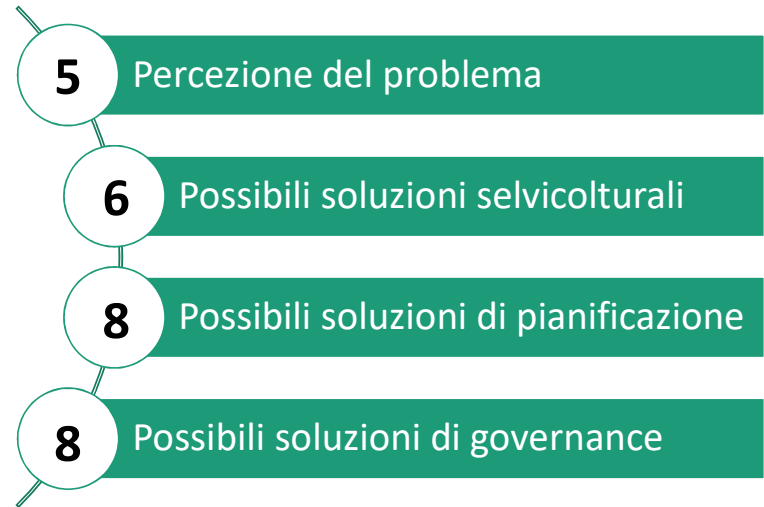 5 Percezione del problema
6 Possibili soluzioni selvicolturali
8 Possibili soluzioni di pianificazione
8 Possibili soluzioni di governance